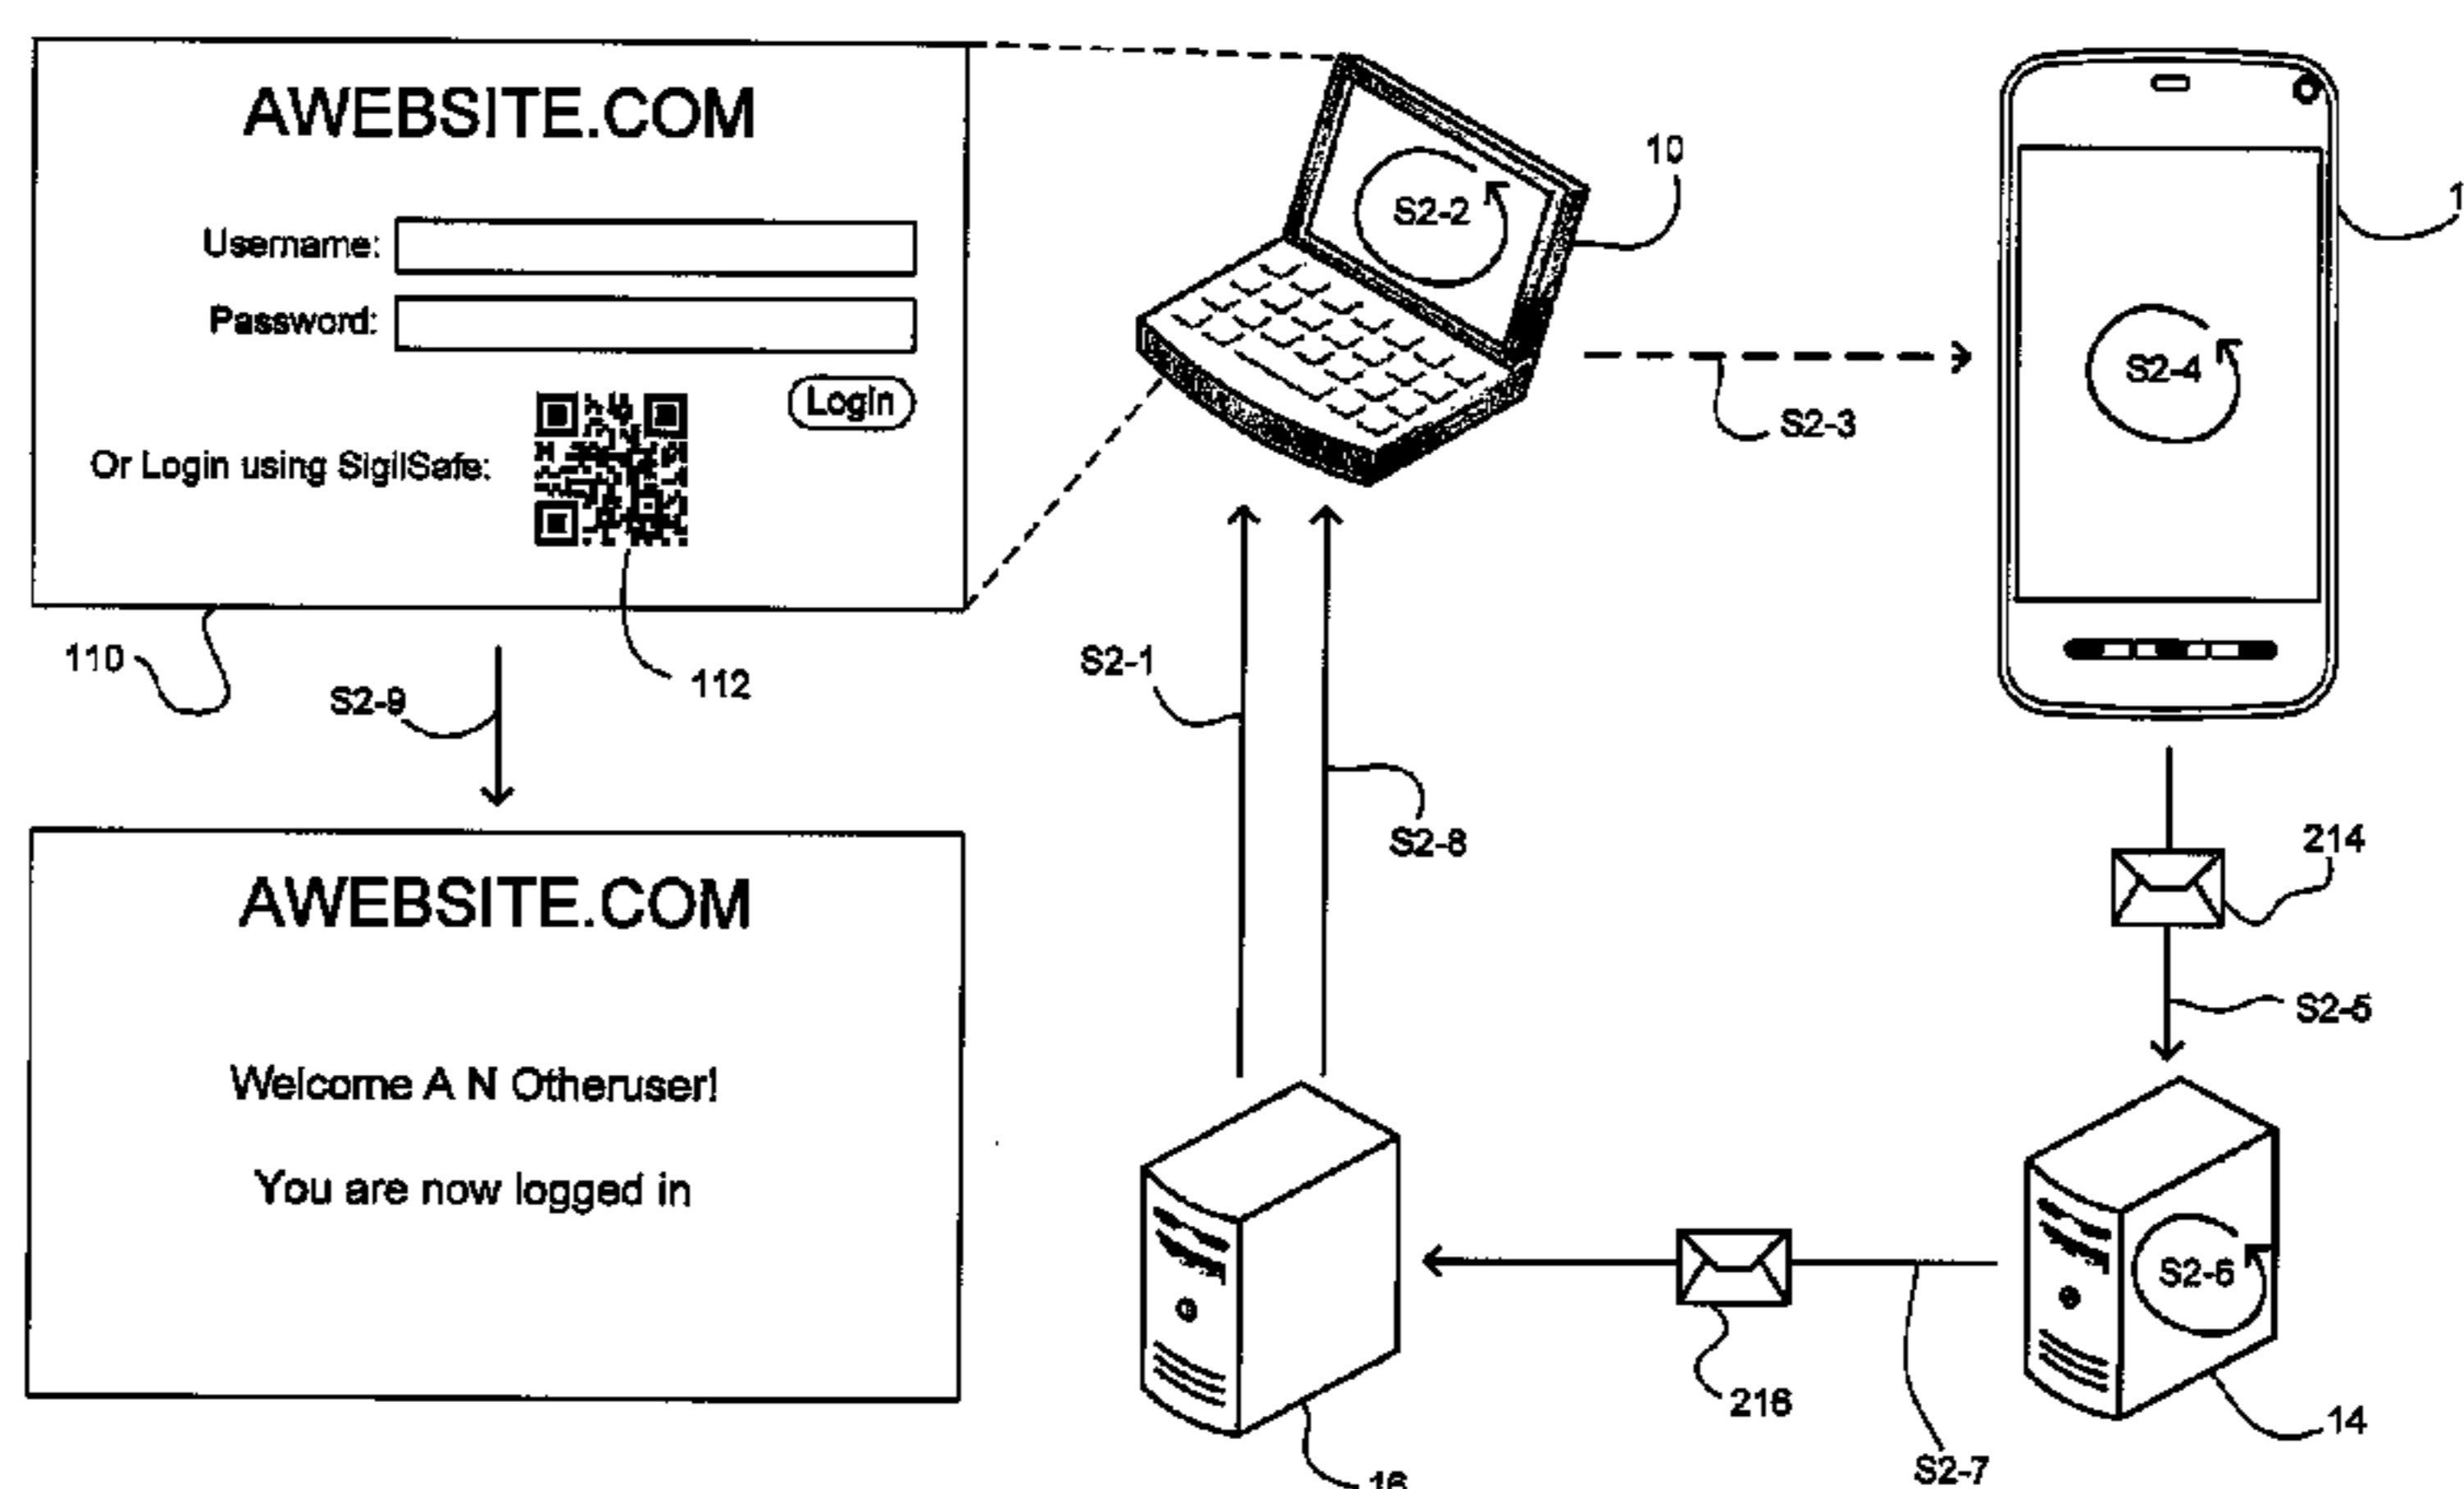 AWEBSITE.COM
Username:
Password:
Login
Or Login using SigilSafe:
110
112
S2-9
AWEBSITE.COM
Welcome A N Otheruser!
You are now logged in
S2-2
10
S2-3
S2-4
S2-1
S2-8
214
S2-5
S2-6
216
S2-7
14
16